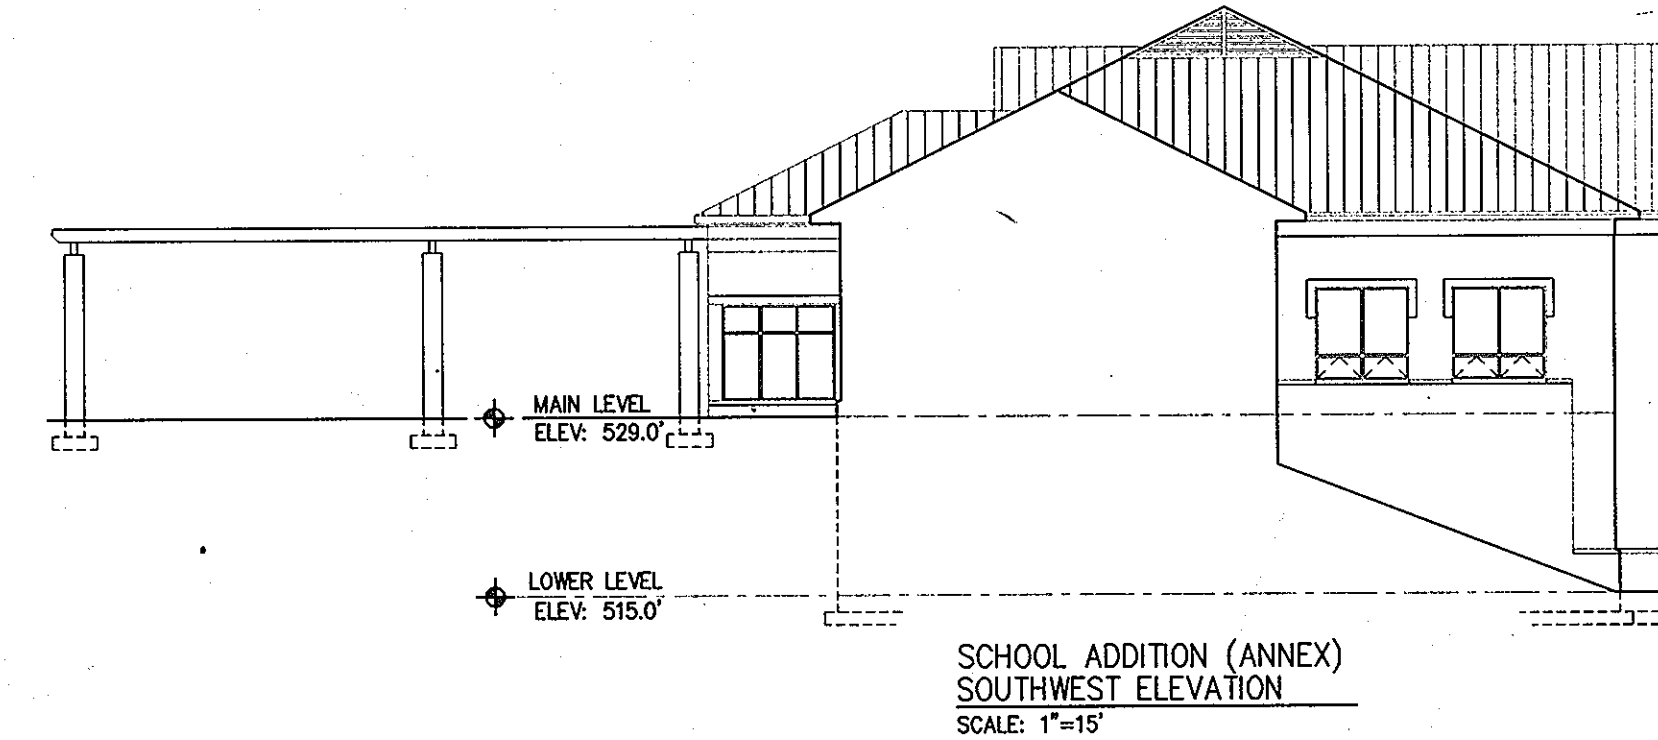 MAIN LEVEL
ELEV: 529.0'
LOWER LEVEL
ELEV: 515.0'
SCHOOL ADDITION (ANNEX)
SOUTHWEST ELEVATION
SCALE: 1"=15'